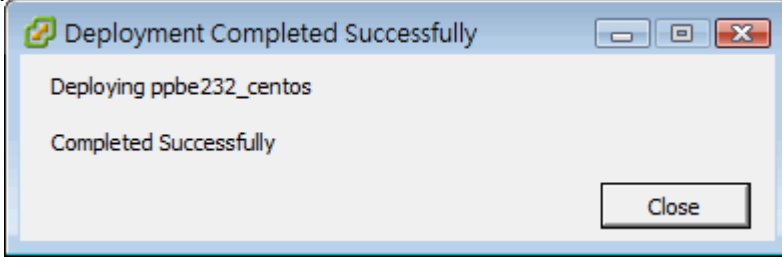 Deployment Completed Successfully
Deploying ppbe232_centos
Completed Successfully
Close